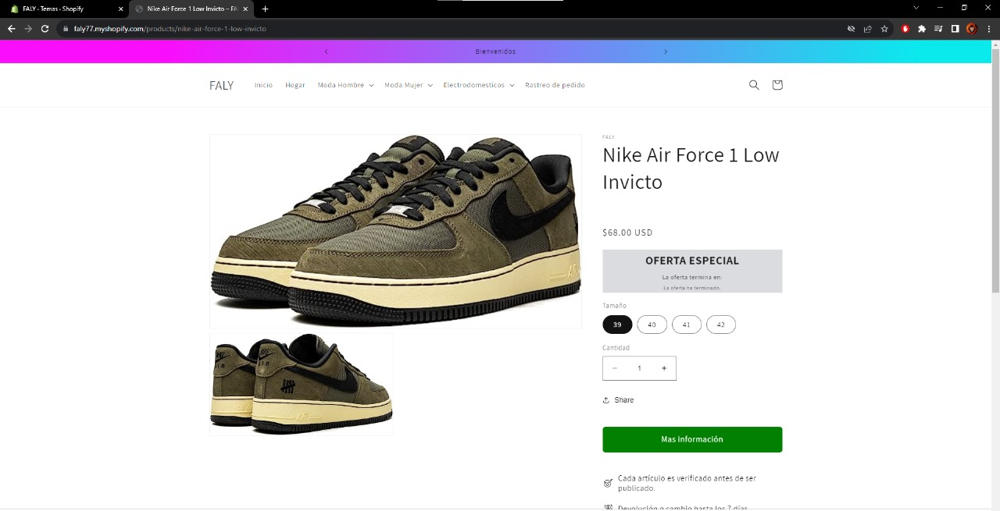 FALY · Temas · Shopify
Nike Air Force 1 Low Invicto – FA
faly77.myshopify.com/products/nike-air-force-1-low-invicto
Bienvenidos
FALY Inicio Hogar Moda Hombre Moda Mujer Electrodomesticos Rastreo de pedido
FALY
Nike Air Force 1 Low
Invicto
$68.00 USD
OFERTA ESPECIAL
La oferta termina en:
La oferta ha terminado.
Tamaño
39 40 41 42
Cantidad
− 1 +
Share
Mas información
Cada artículo es verificado antes de ser
publicado.
Devolución o cambio hasta los 7 días
AIR
AIR